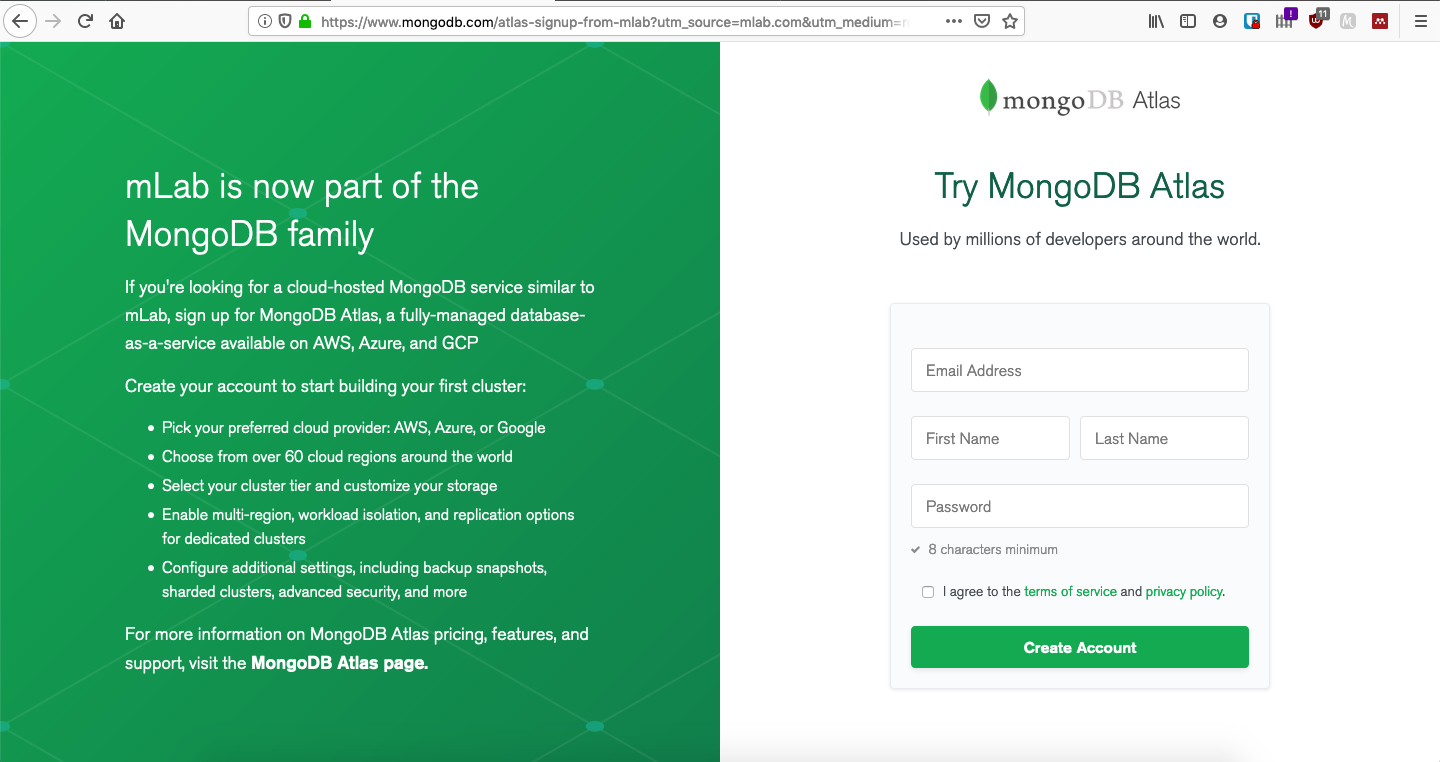 https://www.mongodb.com/atlas-signup-from-mlab?utm_source=mlab.com&utm_medium=r
!
11
mLab is now part of the
MongoDB family
If you're looking for a cloud-hosted MongoDB service similar to
mLab, sign up for MongoDB Atlas, a fully-managed database-
as-a-service available on AWS, Azure, and GCP
Create your account to start building your first cluster:
• Pick your preferred cloud provider: AWS, Azure, or Google
• Choose from over 60 cloud regions around the world
• Select your cluster tier and customize your storage
• Enable multi-region, workload isolation, and replication options
for dedicated clusters
• Configure additional settings, including backup snapshots,
sharded clusters, advanced security, and more
For more information on MongoDB Atlas pricing, features, and
support, visit the MongoDB Atlas page.
mongoDB Atlas
Try MongoDB Atlas
Used by millions of developers around the world.
Email Address
First Name
Last Name
Password
8 characters minimum
I agree to the terms of service and privacy policy.
Create Account